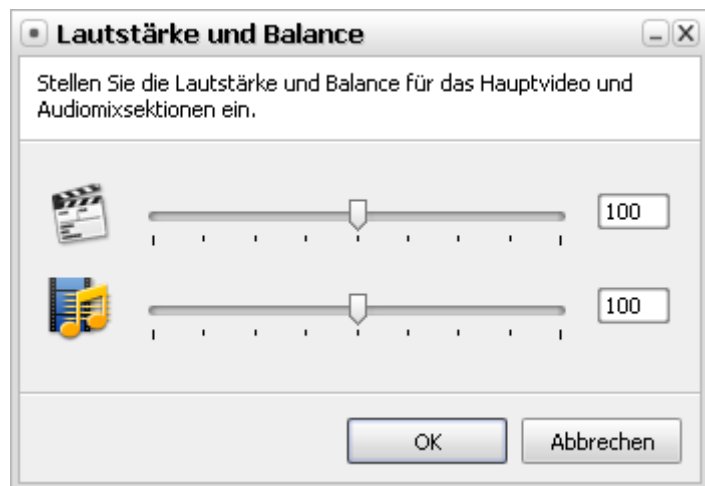 Lautstärke und Balance
Stellen Sie die Lautstärke und Balance für das Hauptvideo und
Audiomixsektionen ein.
100
100
OK
Abbrechen